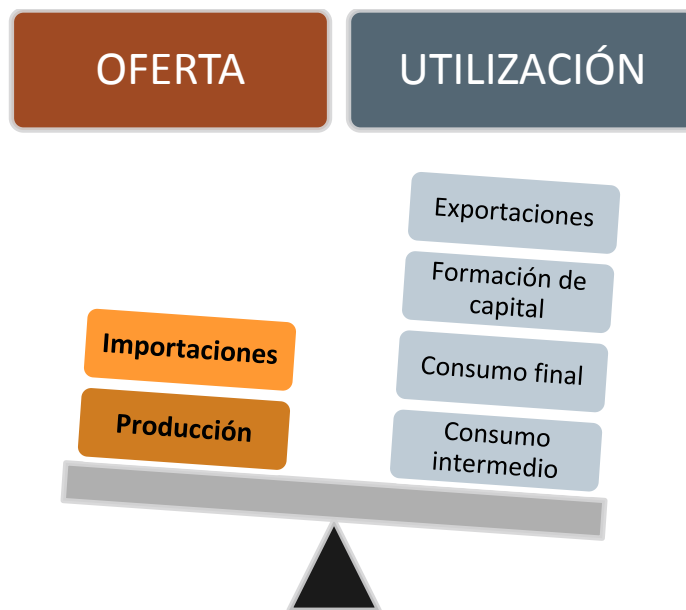 OFERTA
UTILIZACIÓN
Exportaciones
Formación de
capital
Importaciones
Consumo final
Producción
Consumo
intermedio